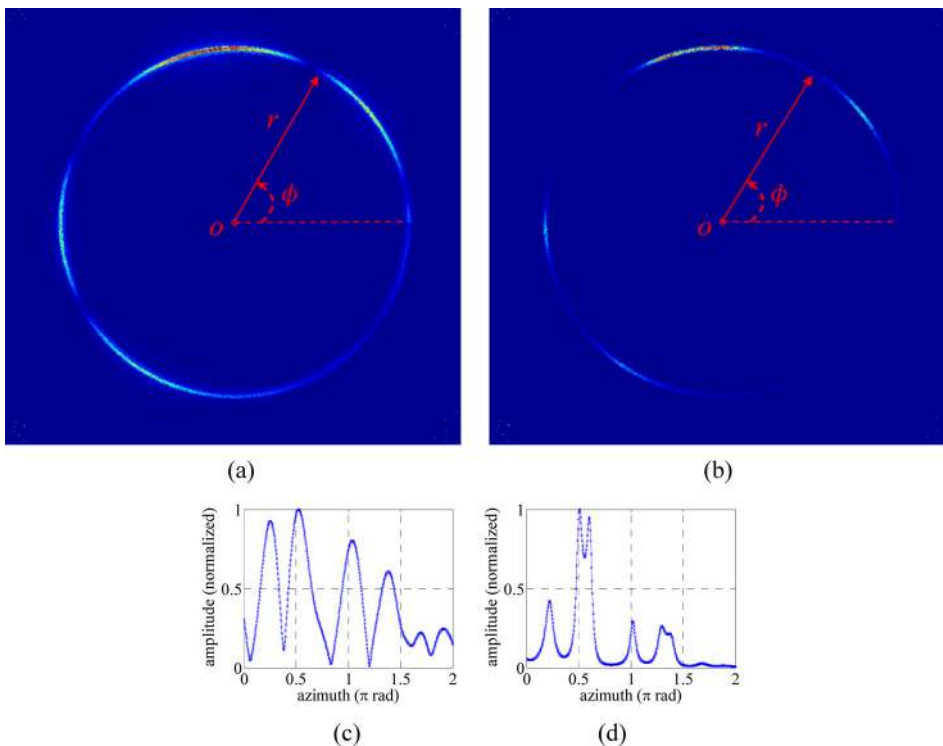 r
ϕ
o
r
ϕ
o
(a)
(b)
amplitude (normalized)
1
0.5
0
0
0.5
1
1.5
2
azimuth (π rad)
amplitude (normalized)
1
0.5
0
0
0.5
1
1.5
2
azimuth (π rad)
(c)
(d)